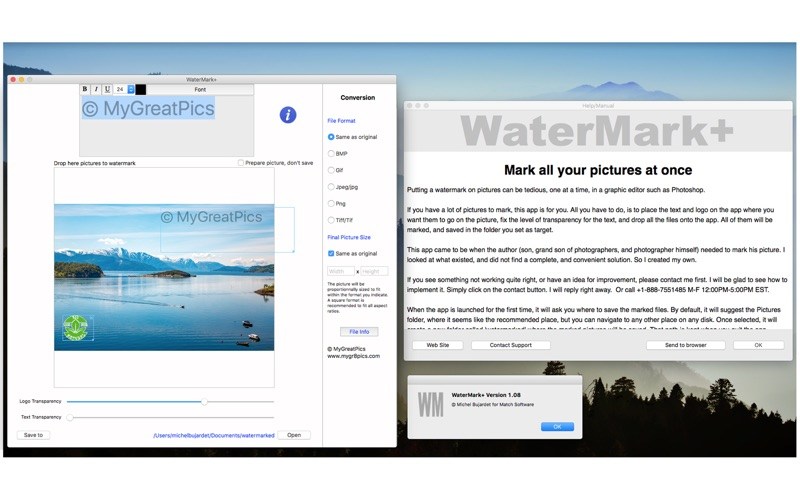 WaterMark+
B I U 24 Font
© MyGreatPics
Drop here pictures to watermark
Prepare picture, don't save
© MyGreatPics
Logo Transparency
Text Transparency
Save to
/Users/michelbujardet/Documents/watermarked
Open
Conversion
File Format
Same as original
BMP
Gif
Jpeg/jpg
Png
Tiff/Tif
Final Picture Size
Same as original
Width x Height
The picture will be
proportionally sized to fit
within the format you indicate.
A square format is
recommended to fit all aspect
ratios.
File Info
© MyGreatPics
www.mygr8pics.com
Help/Manual
WaterMark+
Mark all your pictures at once
Putting a watermark on pictures can be tedious, one at a time, in a graphic editor such as Photoshop.
If you have a lot of pictures to mark, this app is for you. All you have to do, is to place the text and logo on the app where you
want them to go on the picture, fix the level of transparency for the text, and drop all the files onto the app. All of them will be
marked, and saved in the folder you set as target.
This app came to be when the author (son, grand son of photographers, and photographer himself) needed to mark his picture. I
looked at what existed, and did not find a complete, and convenient solution. So I created my own.
If you see something not working quite right, or have an idea for improvement, please contact me first. I will be glad to see how to
implement it. Simply click on the contact button. I will reply right away. Or call +1-888-7551485 M-F 12:00PM-5:00PM EST.
When the app is launched for the first time, it will ask you where to save the marked files. By default, it will suggest the Pictures
folder, where it seems like the recommended place, but you can navigate to any other place on any disk. Once selected, it will
Web Site
Contact Support
Send to browser
OK
WM
WaterMark+ Version 1.08
© Michel Bujardet for Match Software
OK